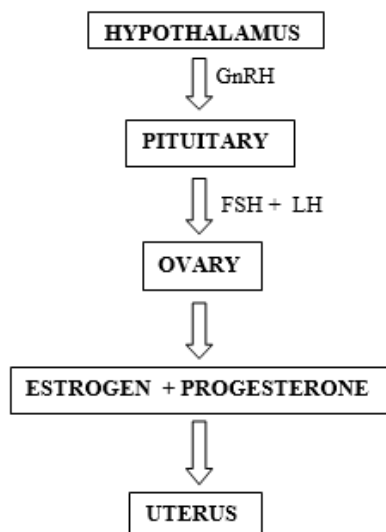 HYPOTHALAMUS
GnRH
PITUITARY
FSH + LH
OVARY
ESTROGEN + PROGESTERONE
UTERUS